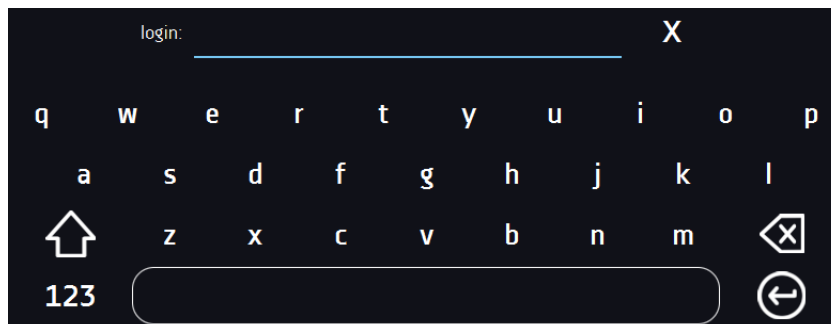 login: X
q w e r t y u i o p
a s d f g h j k l
z x c v b n m
123